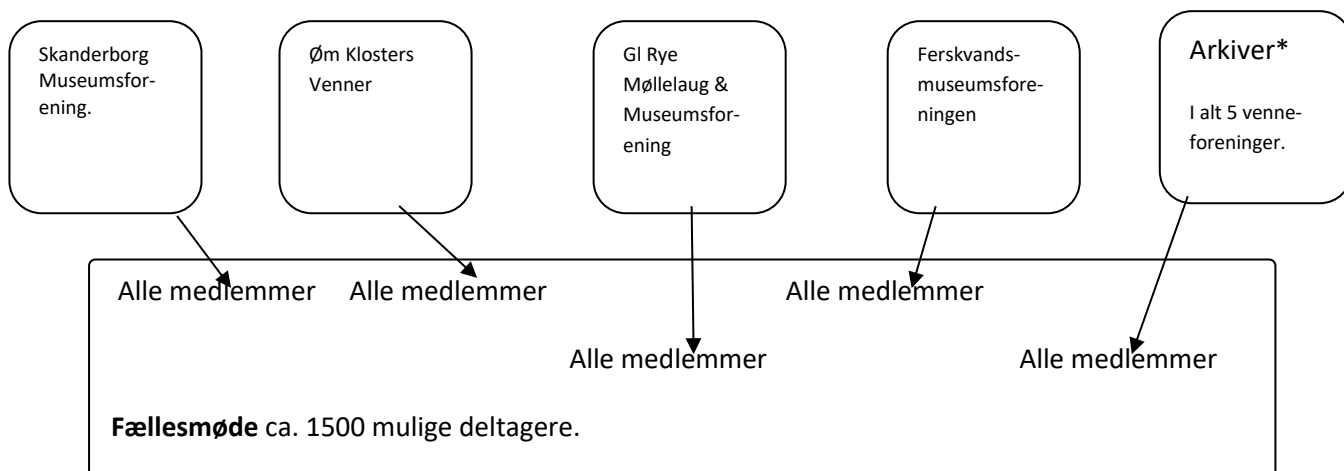 Skanderborg
Museumsfor-
ening.
Øm Klosters
Venner
Gl Rye
Møllelaug &
Museumsfor-
ening
Ferskvands-
museumsfore-
ningen
Arkiver*
I alt 5 venne-
foreninger.
Alle medlemmer
Alle medlemmer
Alle medlemmer
Alle medlemmer
Alle medlemmer
Fællesmøde ca. 1500 mulige deltagere.